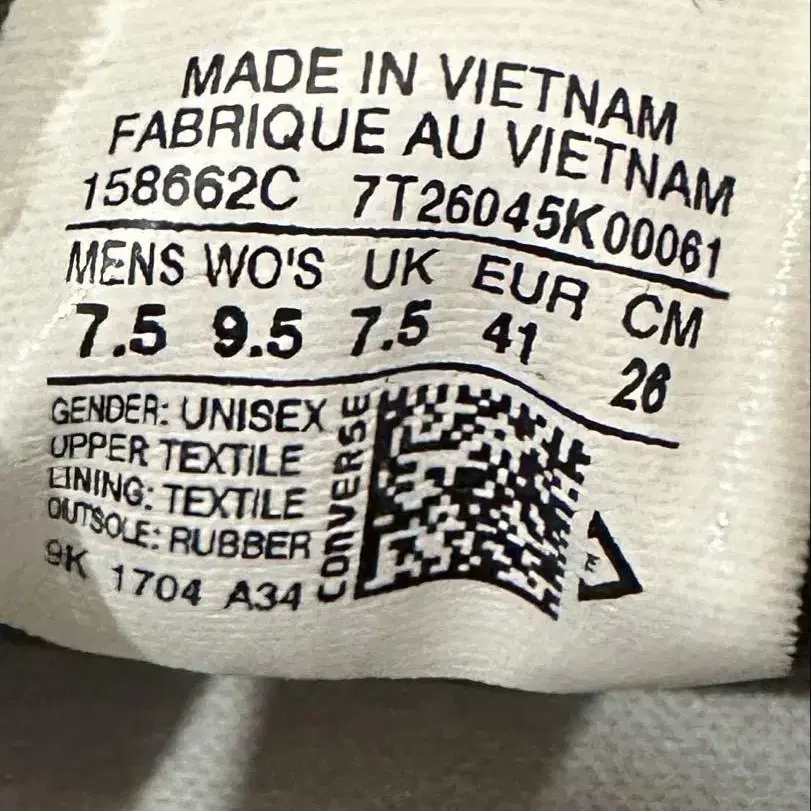 MADE IN VIETNAM
FABRIQUE AU VIETNAM
158662C 7T26045K00061
MENS WO'S UK EUR CM
7.5 9.5 7.5 41 26
GENDER: UNISEX
UPPER TEXTILE
LINING: TEXTILE
OUTSOLE: RUBBER
9K 1704 A34
CONVERSE
E